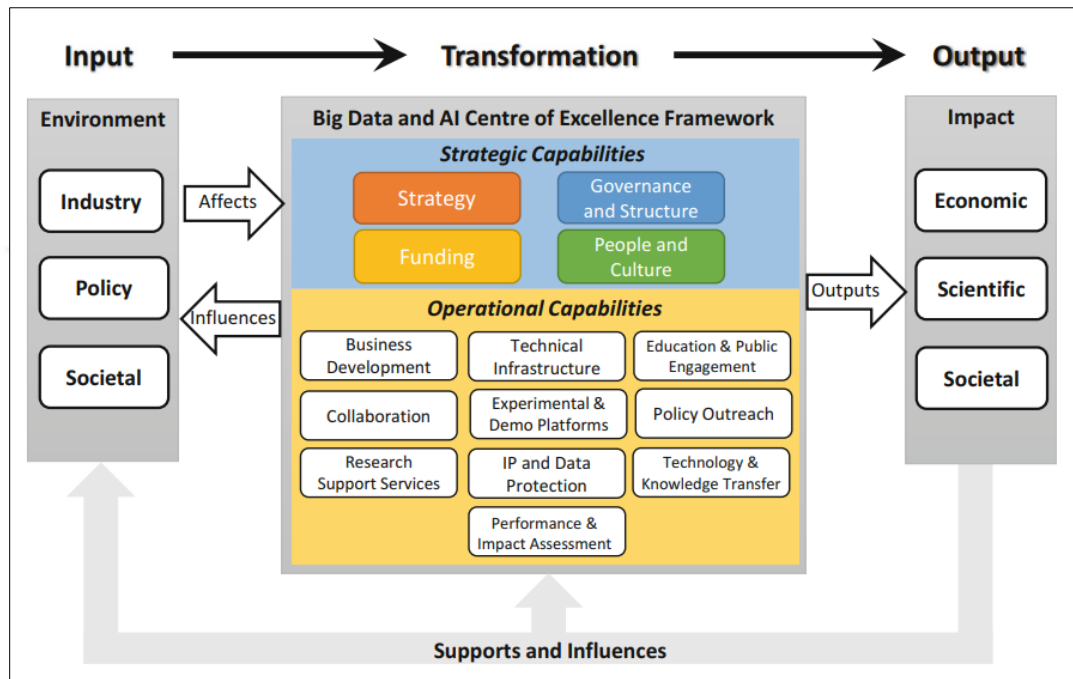 Input
Transformation
Output
Environment
Industry
Policy
Societal
Affects
Influences
Big Data and AI Centre of Excellence Framework
Strategic Capabilities
Strategy
Governance
and Structure
Funding
People and
Culture
Operational Capabilities
Business
Development
Technical
Infrastructure
Education & Public
Engagement
Collaboration
Experimental &
Demo Platforms
Policy Outreach
Research
Support Services
IP and Data
Protection
Technology &
Knowledge Transfer
Performance &
Impact Assessment
Outputs
Impact
Economic
Scientific
Societal
Supports and Influences